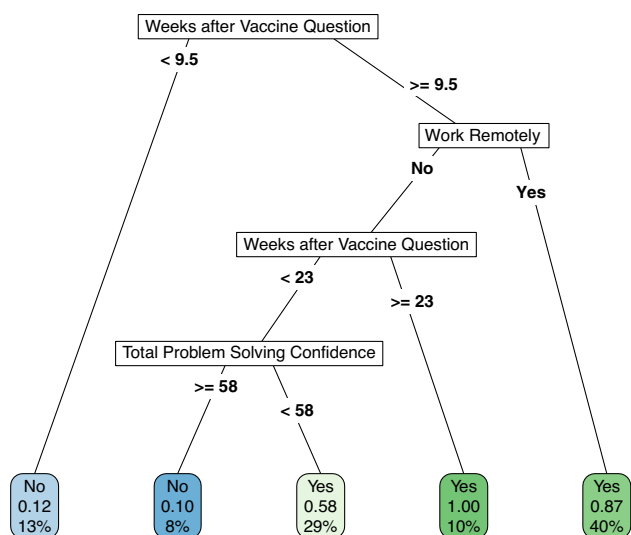 Weeks after Vaccine Question
< 9.5
>= 9.5
Work Remotely
No
Yes
Weeks after Vaccine Question
< 23
>= 23
Total Problem Solving Confidence
>= 58
< 58
No
0.12
13%
No
0.10
8%
Yes
0.58
29%
Yes
1.00
10%
Yes
0.87
40%